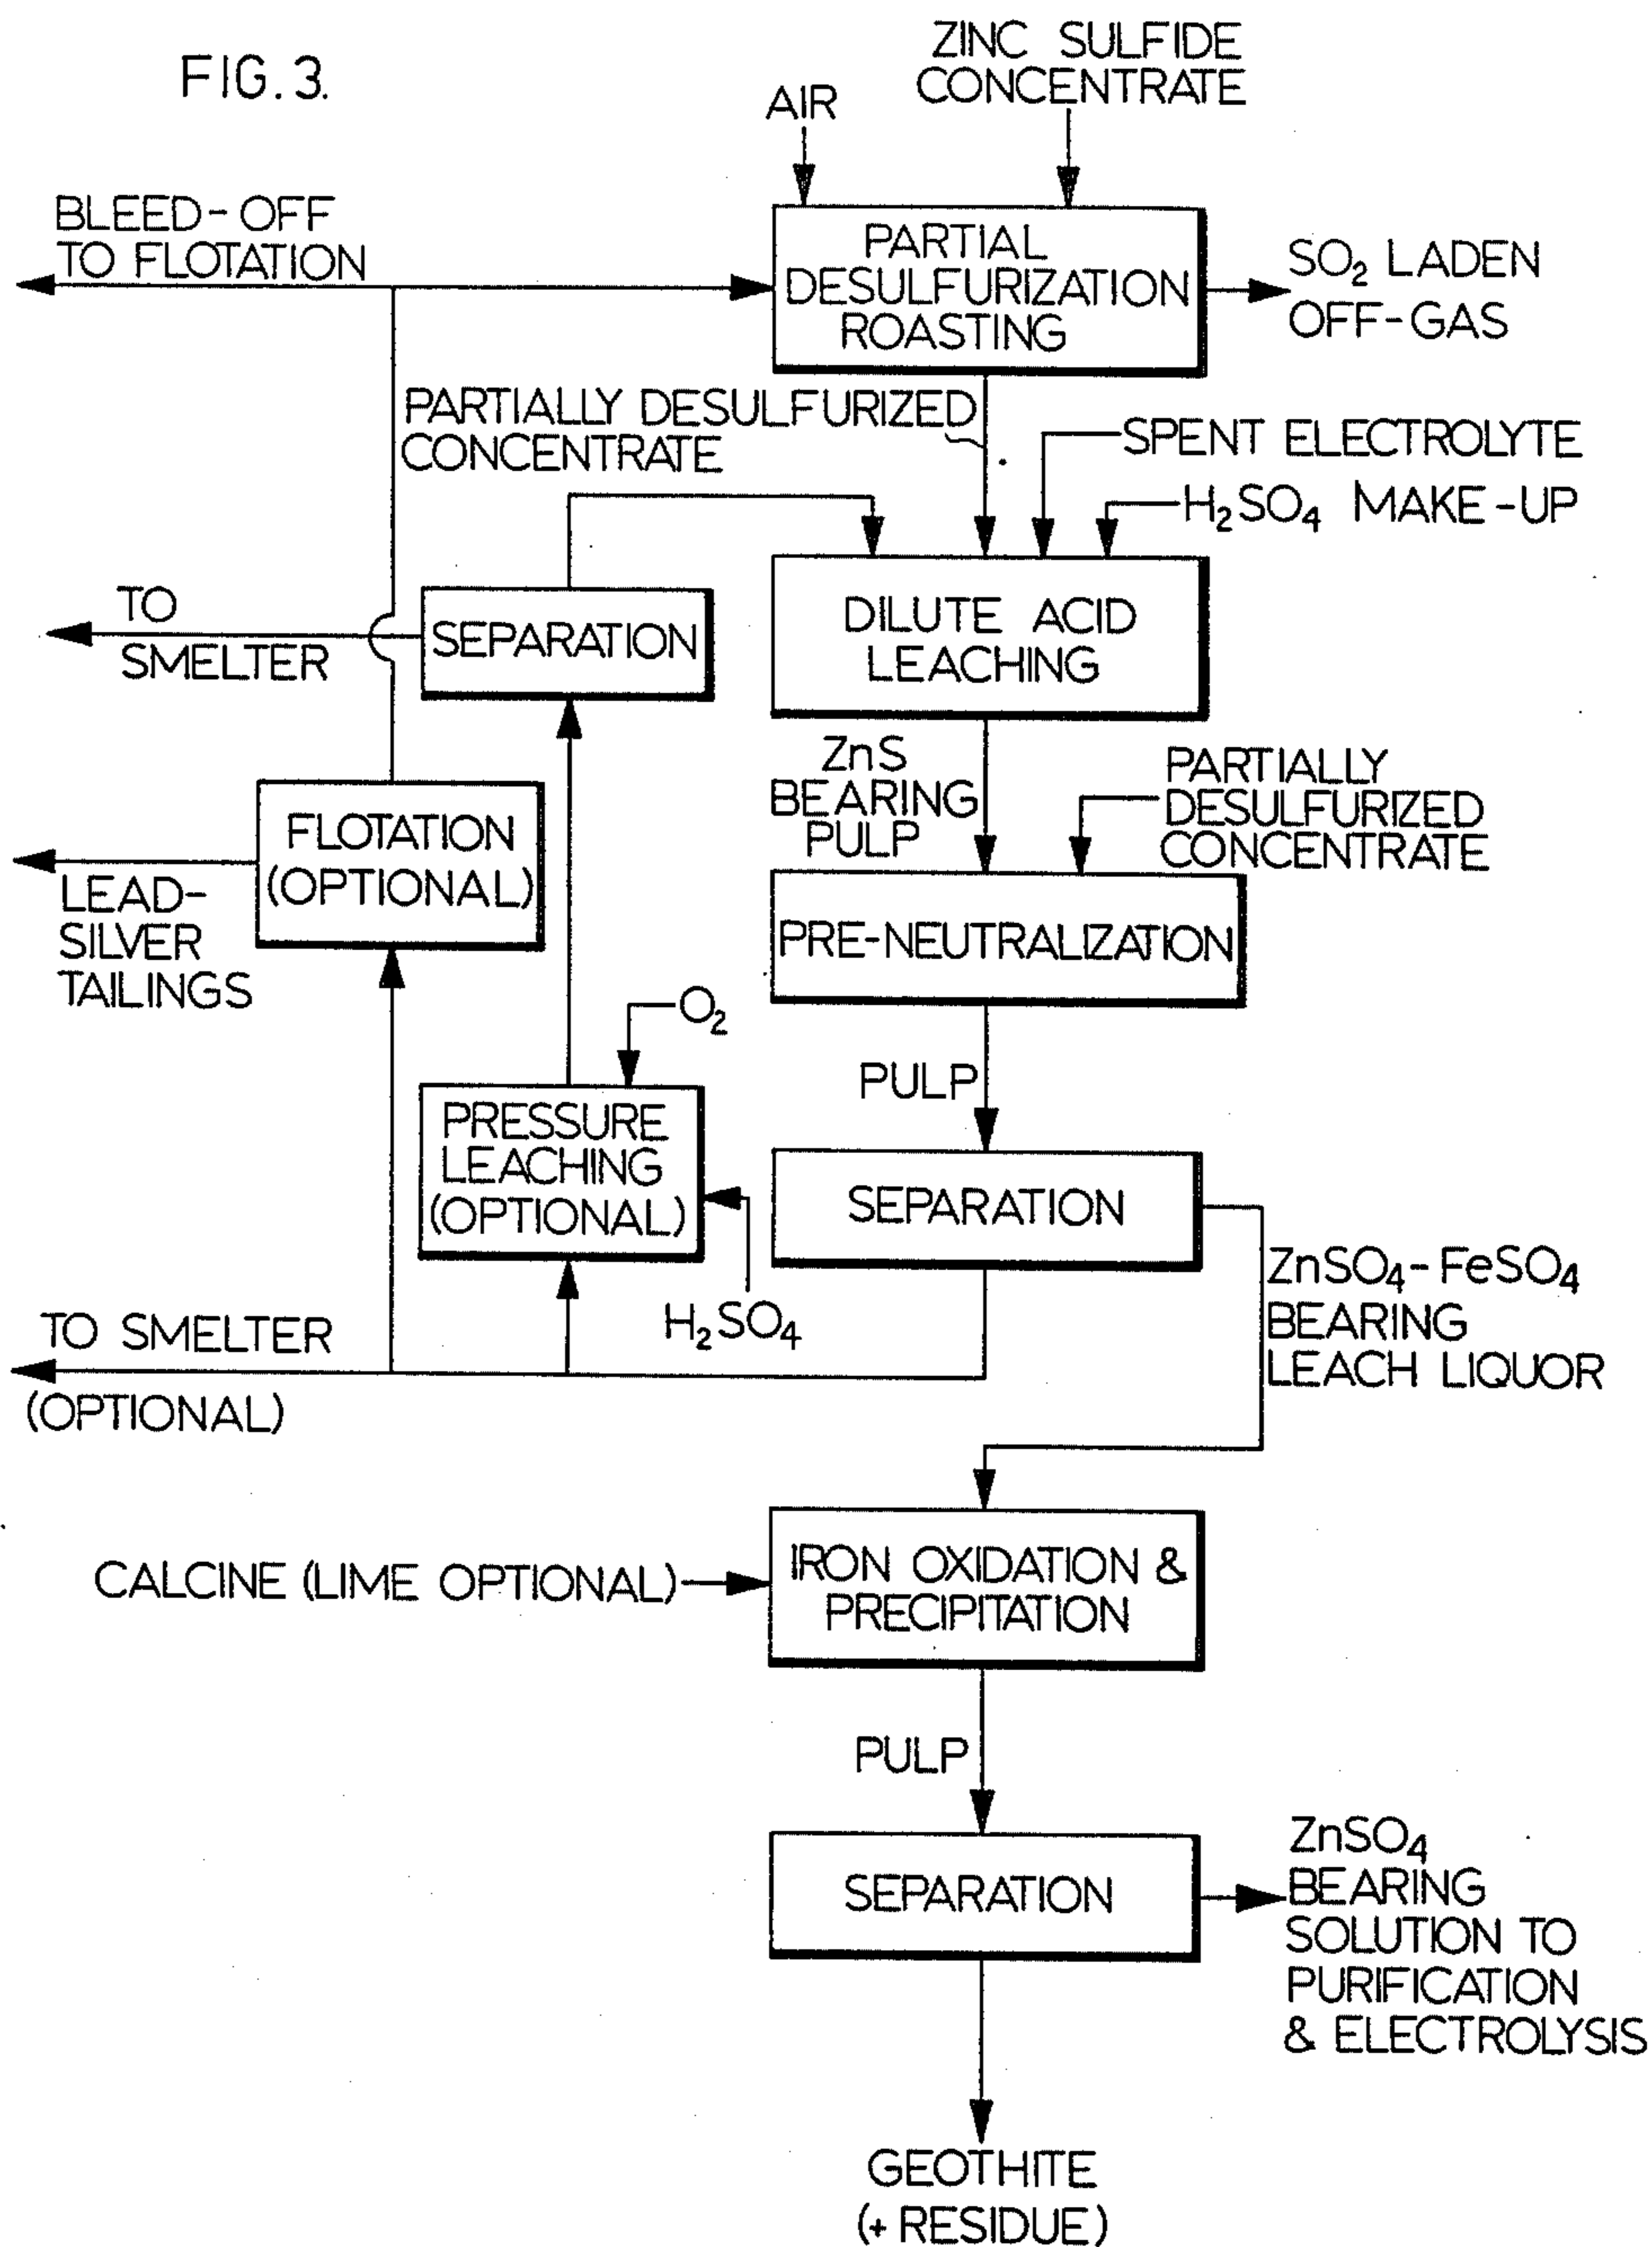 FIG. 3.
ZINC SULFIDE
CONCENTRATE
AIR
BLEED-OFF
TO FLOTATION
PARTIAL
DESULFURIZATION
ROASTING
SO₂ LADEN
OFF-GAS
PARTIALLY DESULFURIZED
CONCENTRATE
SPENT ELECTROLYTE
H₂SO₄ MAKE-UP
TO
SMELTER
SEPARATION
DILUTE ACID
LEACHING
ZnS
BEARING
PULP
PARTIALLY
DESULFURIZED
CONCENTRATE
FLOTATION
(OPTIONAL)
LEAD-
SILVER
TAILINGS
PRE-NEUTRALIZATION
O₂
PULP
PRESSURE
LEACHING
(OPTIONAL)
SEPARATION
H₂SO₄
ZnSO₄-FeSO₄
BEARING
LEACH LIQUOR
TO SMELTER
(OPTIONAL)
CALCINE (LIME OPTIONAL)
IRON OXIDATION &
PRECIPITATION
PULP
SEPARATION
ZnSO₄
BEARING
SOLUTION TO
PURIFICATION
& ELECTROLYSIS
GEOTHITE
(+ RESIDUE)